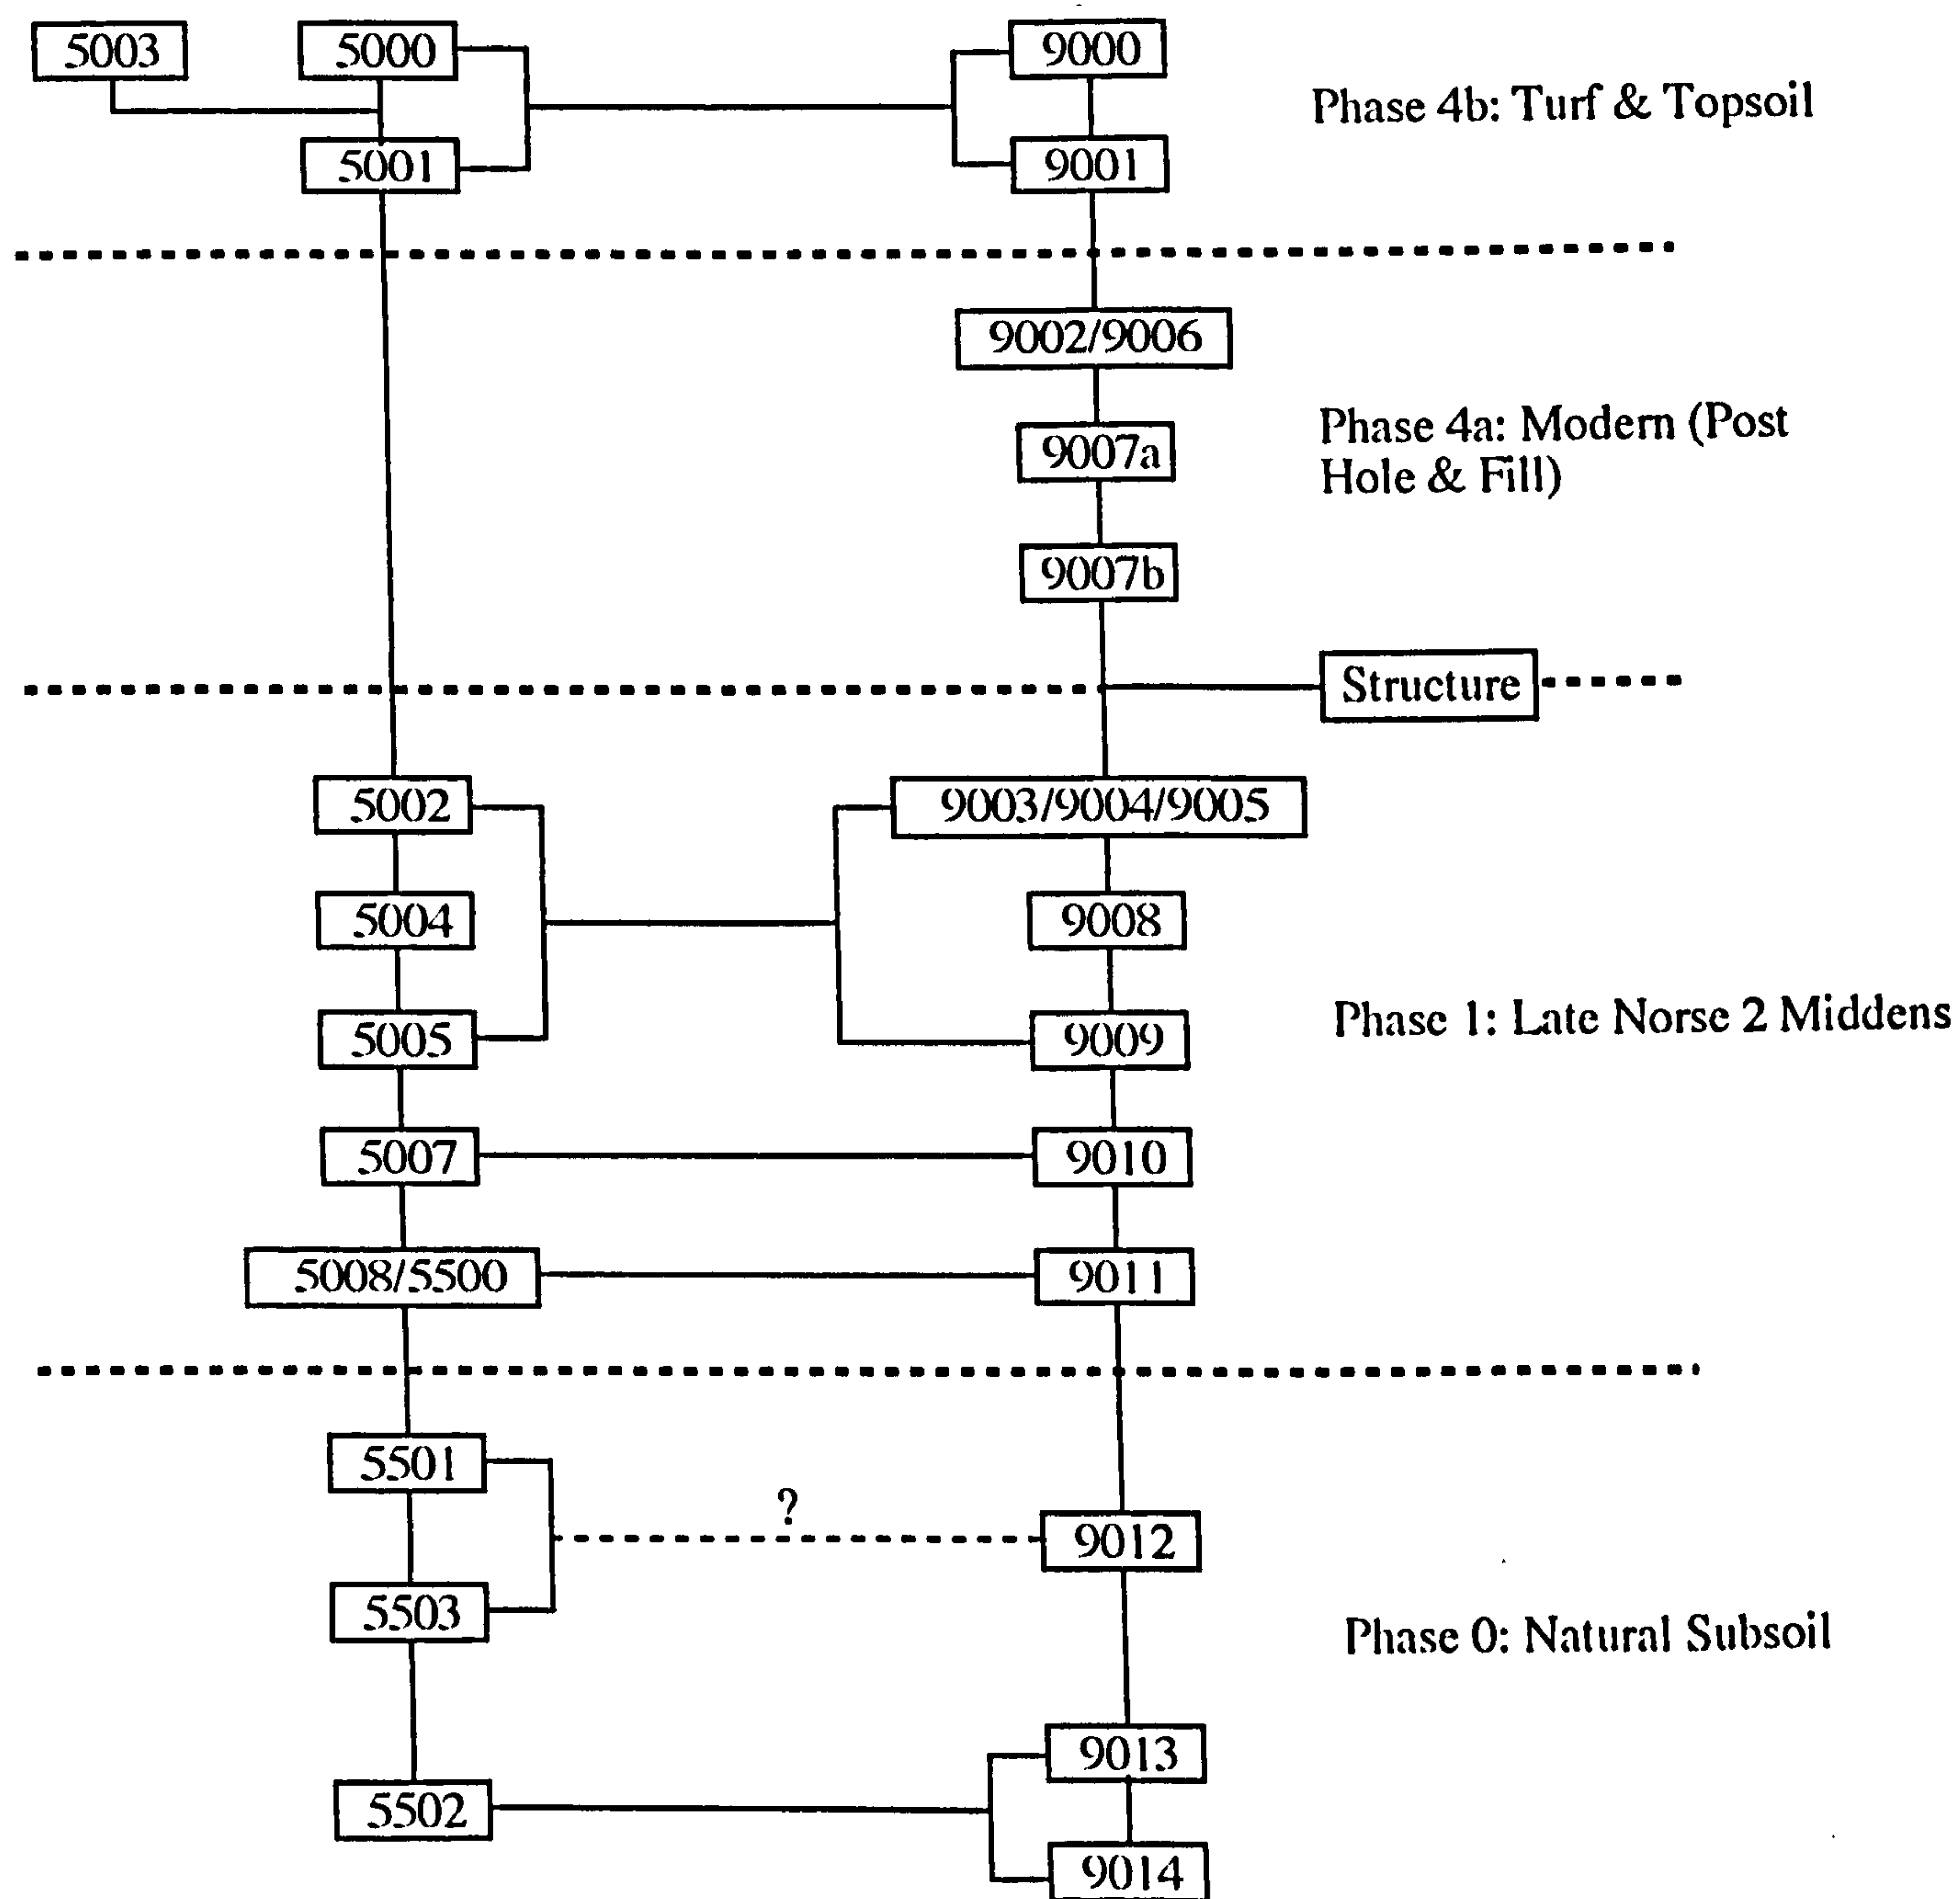 5003
5000
9000
Phase 4b: Turf & Topsoil
5001
9001
9002/9006
Phase 4a: Modern (Post
Hole & Fill)
9007a
9007b
Structure
5002
9003/9004/9005
5004
9008
Phase 1: Late Norse 2 Middens
5005
9009
5007
9010
5008/5500
9011
5501
?
9012
5503
Phase 0: Natural Subsoil
9013
5502
9014